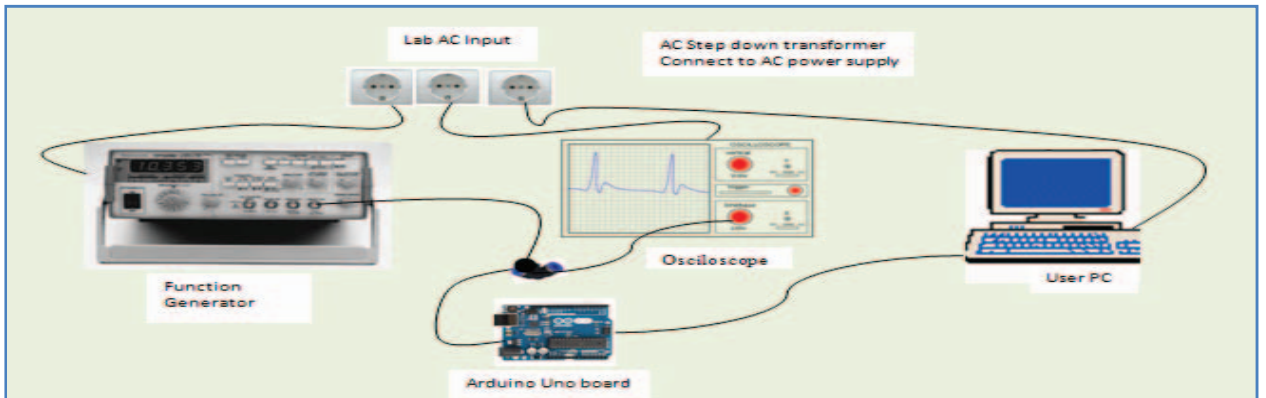 Lab AC Input
AC Step down transformer
Connect to AC power supply
OSCILLOSCOPE
Osciloscope
Function
Generator
User PC
Arduino Uno board